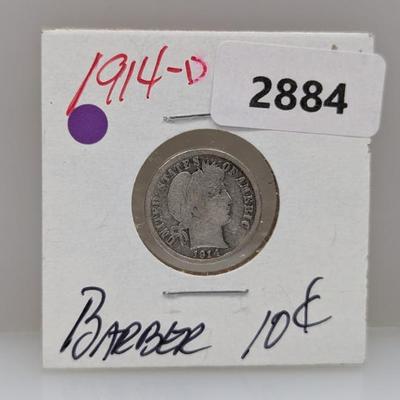 1914-D
2884
UNITED STATES OF AMERICA
1914
BARBER 10¢